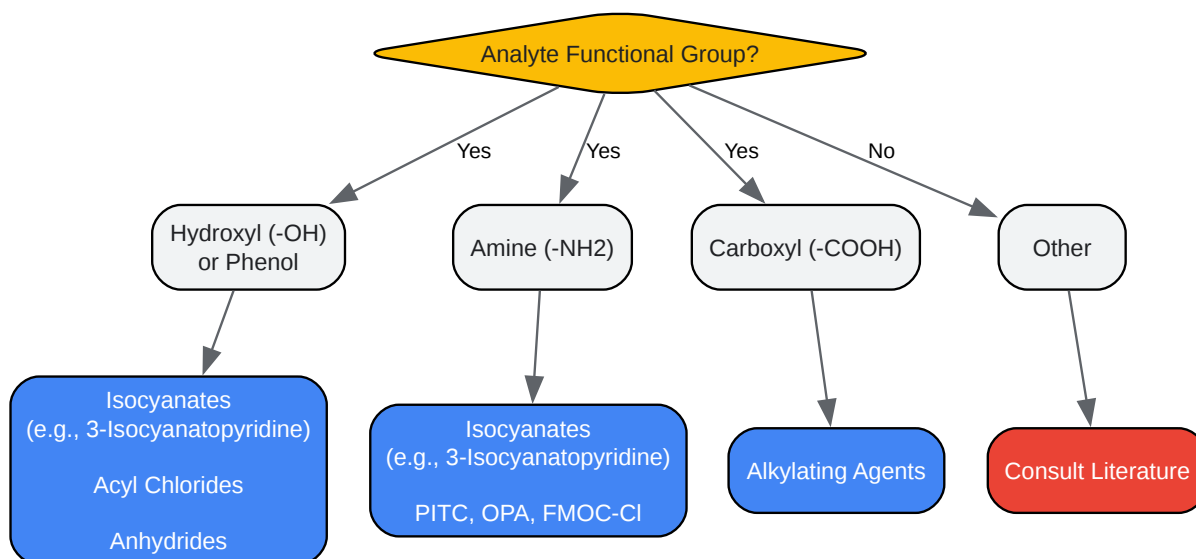 Analyte Functional Group?
Yes
Yes
Yes
No
Hydroxyl (-OH)
or Phenol
Amine (-NH2)
Carboxyl (-COOH)
Other
Isocyanates
(e.g., 3-Isocyanatopyridine)
Acyl Chlorides
Anhydrides
Isocyanates
(e.g., 3-Isocyanatopyridine)
PITC, OPA, FMOC-Cl
Alkylating Agents
Consult Literature